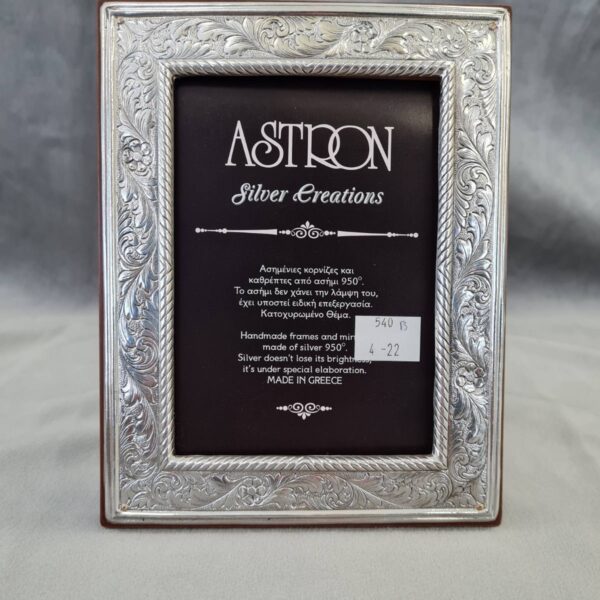 ASTRON
Silver Creations
Ασημένιες κορνίζες και
καθρέπτες από ασήμι 950°.
Το ασήμι δεν χάνει την λάμψη του,
έχει υποστεί ειδική επεξεργασία.
Κατοχυρωμένο Θέμα.
540 B
4-22
Handmade frames and
made of silver 950°.
Silver doesn't lose its brightness,
it's under special elaboration.
MADE IN GREECE